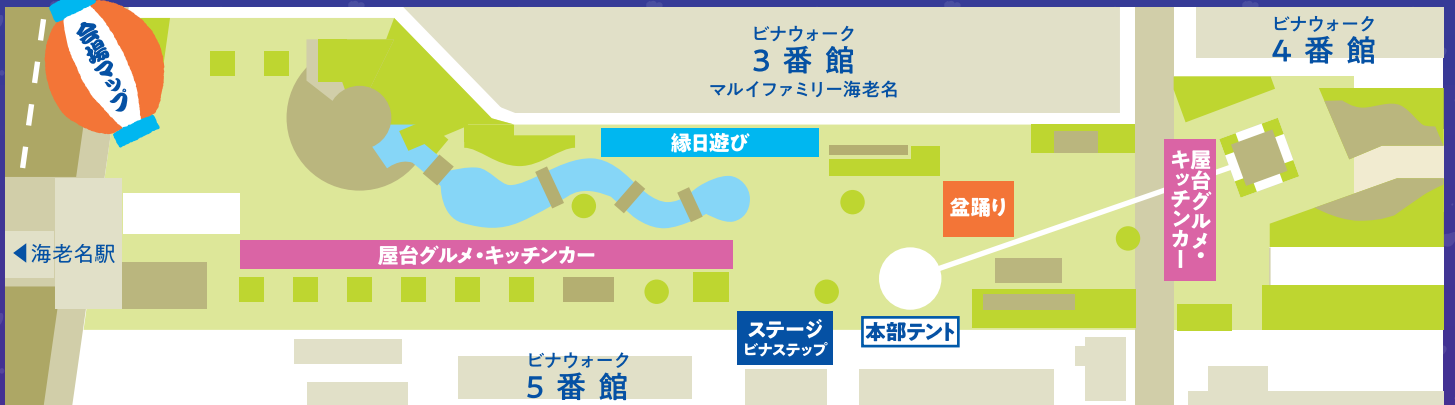 会場マップ
ビナウォーク
3番館
マルイファミリー海老名
ビナウォーク
4番館
縁日遊び
屋台グルメ・
キッチンカー
盆踊り
◀海老名駅
屋台グルメ・キッチンカー
ステージ
ビナステップ
本部テント
ビナウォーク
5番館